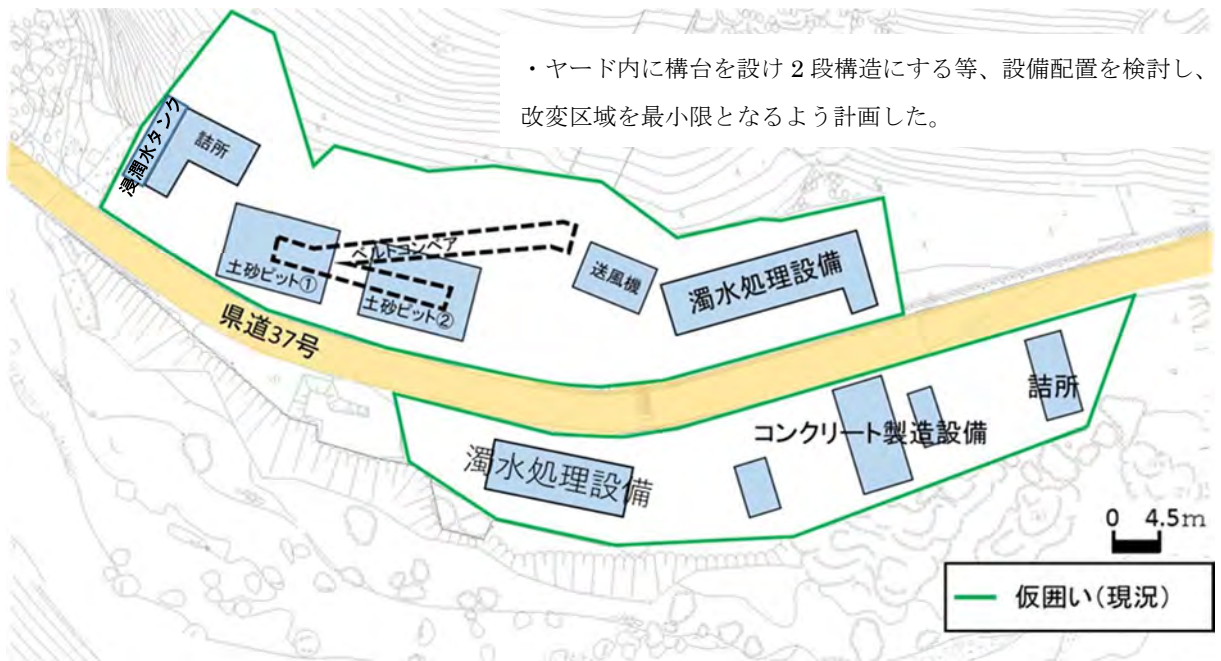 ・ヤード内に構台を設け 2 段構造にする等、設備配置を検討し、
改変区域を最小限となるよう計画した。
浸潤水タンク
詰所
ベルトコンベア
土砂ピット①
土砂ピット②
送風機
濁水処理設備
県道37号
詰所
コンクリート製造設備
濁水処理設備
0 4.5m
仮囲い(現況)